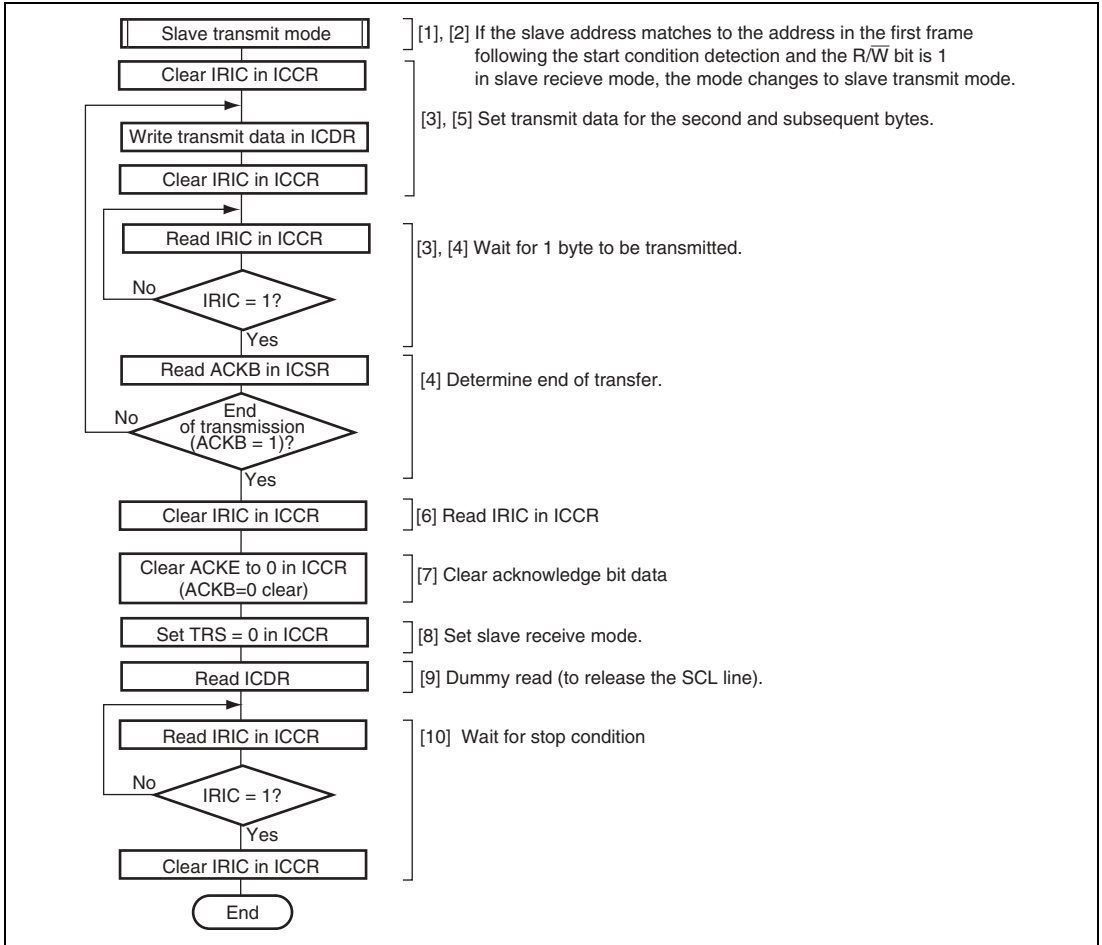 Slave transmit mode
[1], [2] If the slave address matches to the address in the first frame
following the start condition detection and the R/W̅ bit is 1
in slave recieve mode, the mode changes to slave transmit mode.
Clear IRIC in ICCR
[3], [5] Set transmit data for the second and subsequent bytes.
Write transmit data in ICDR
Clear IRIC in ICCR
Read IRIC in ICCR
[3], [4] Wait for 1 byte to be transmitted.
No
IRIC = 1?
Yes
Read ACKB in ICSR
[4] Determine end of transfer.
No
End
of transmission
(ACKB = 1)?
Yes
Clear IRIC in ICCR
[6] Read IRIC in ICCR
Clear ACKE to 0 in ICCR
(ACKB=0 clear)
[7] Clear acknowledge bit data
Set TRS = 0 in ICCR
[8] Set slave receive mode.
Read ICDR
[9] Dummy read (to release the SCL line).
Read IRIC in ICCR
[10] Wait for stop condition
No
IRIC = 1?
Yes
Clear IRIC in ICCR
End